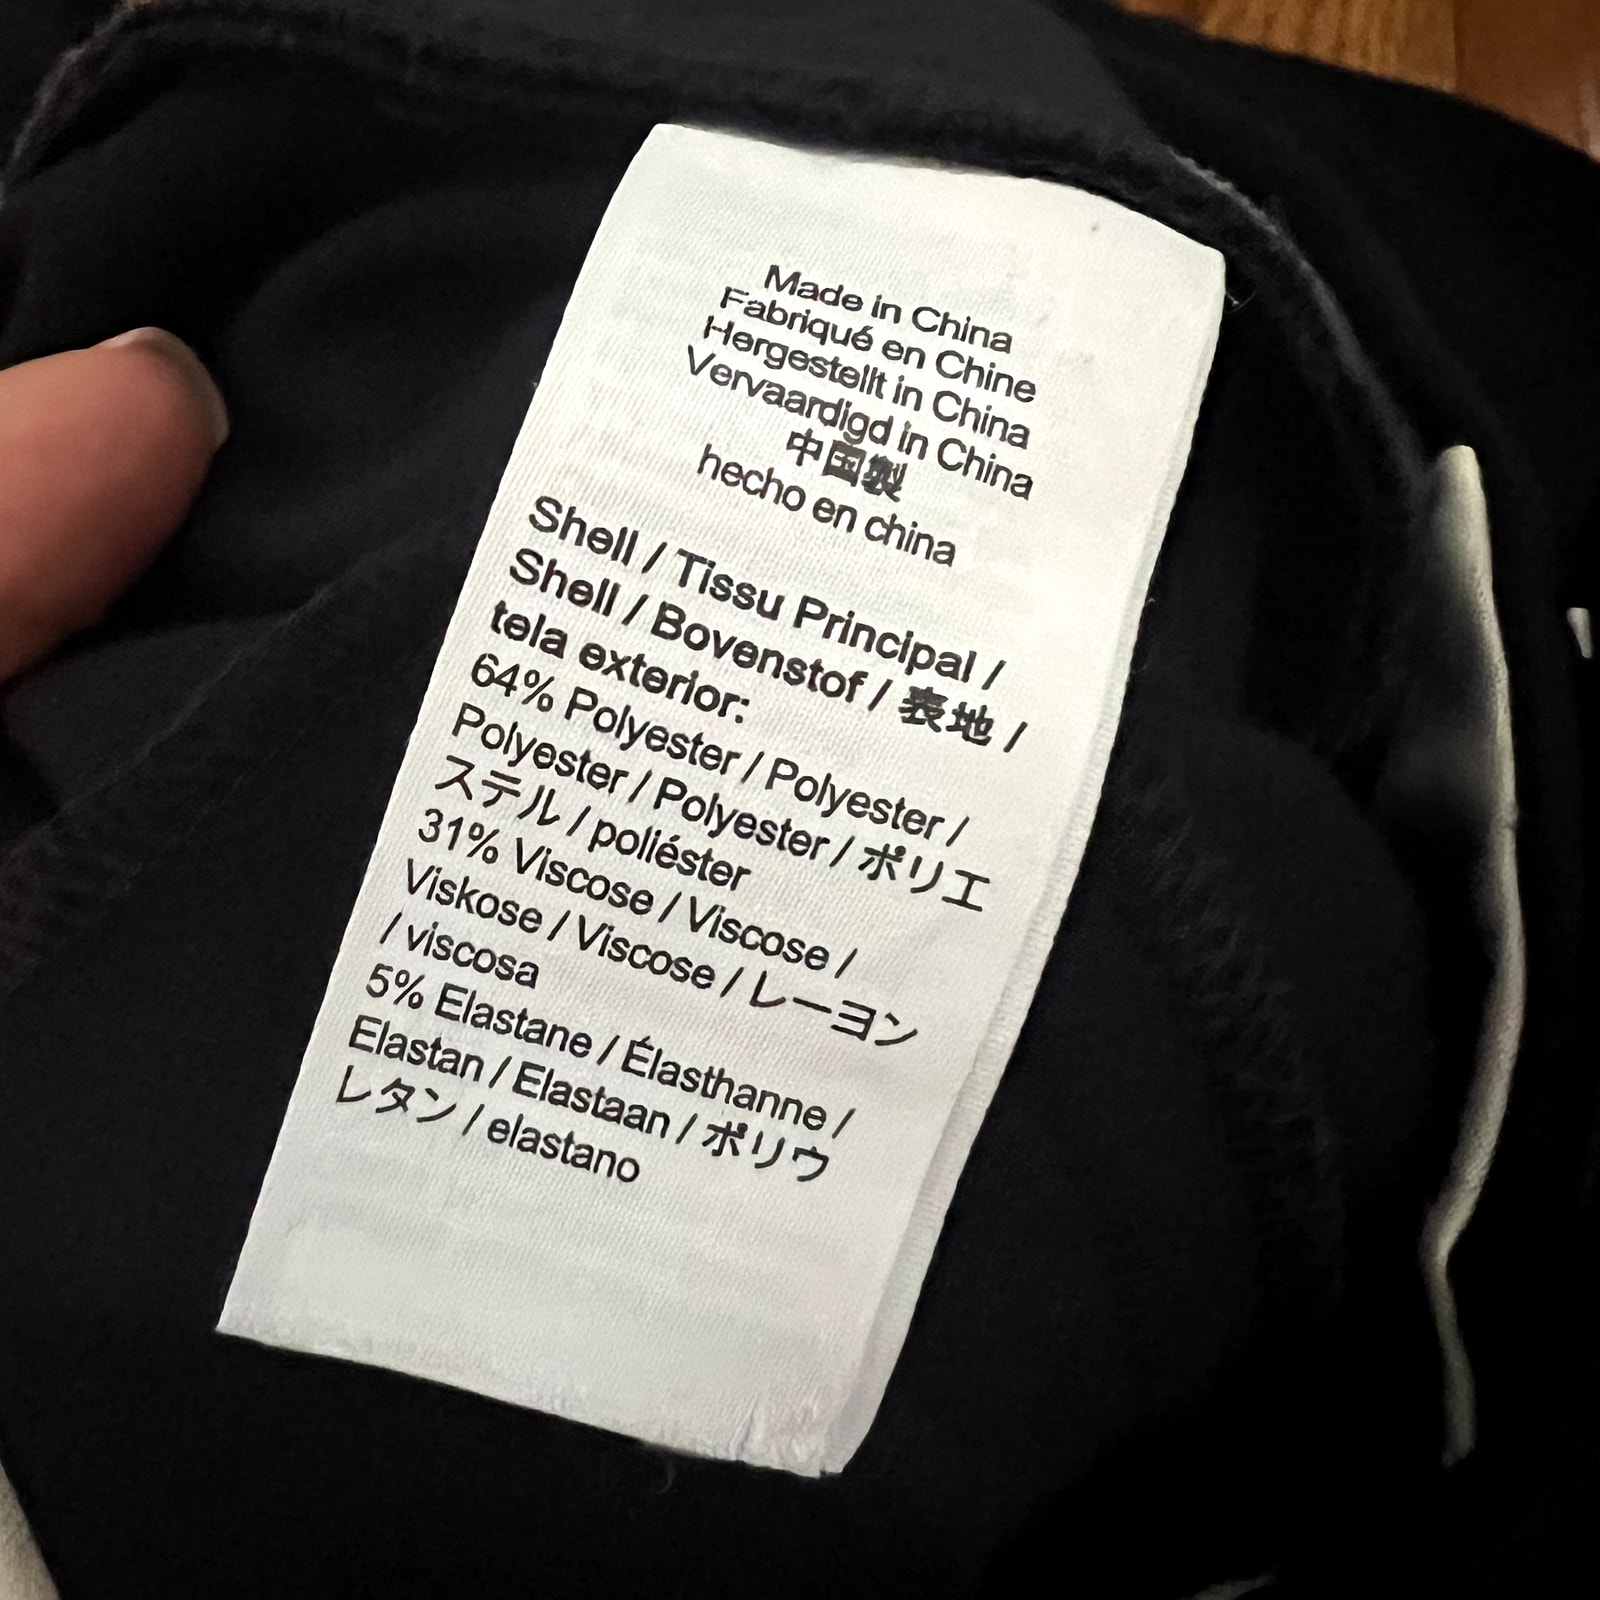 Made in China
Fabriqué en Chine
Hergestellt in China
Vervaardigd in China
中国製
hecho en china
Shell / Tissu Principal /
Shell / Bovenstof / 表地 /
tela exterior:
64% Polyester / Polyester /
Polyester / Polyester / ポリエ
ステル / poliéster
31% Viscose / Viscose /
Viskose / Viscose / レーヨン
/ viscosa
5% Elastane / Élasthanne /
Elastan / Elastaan / ポリウ
レタン / elastano